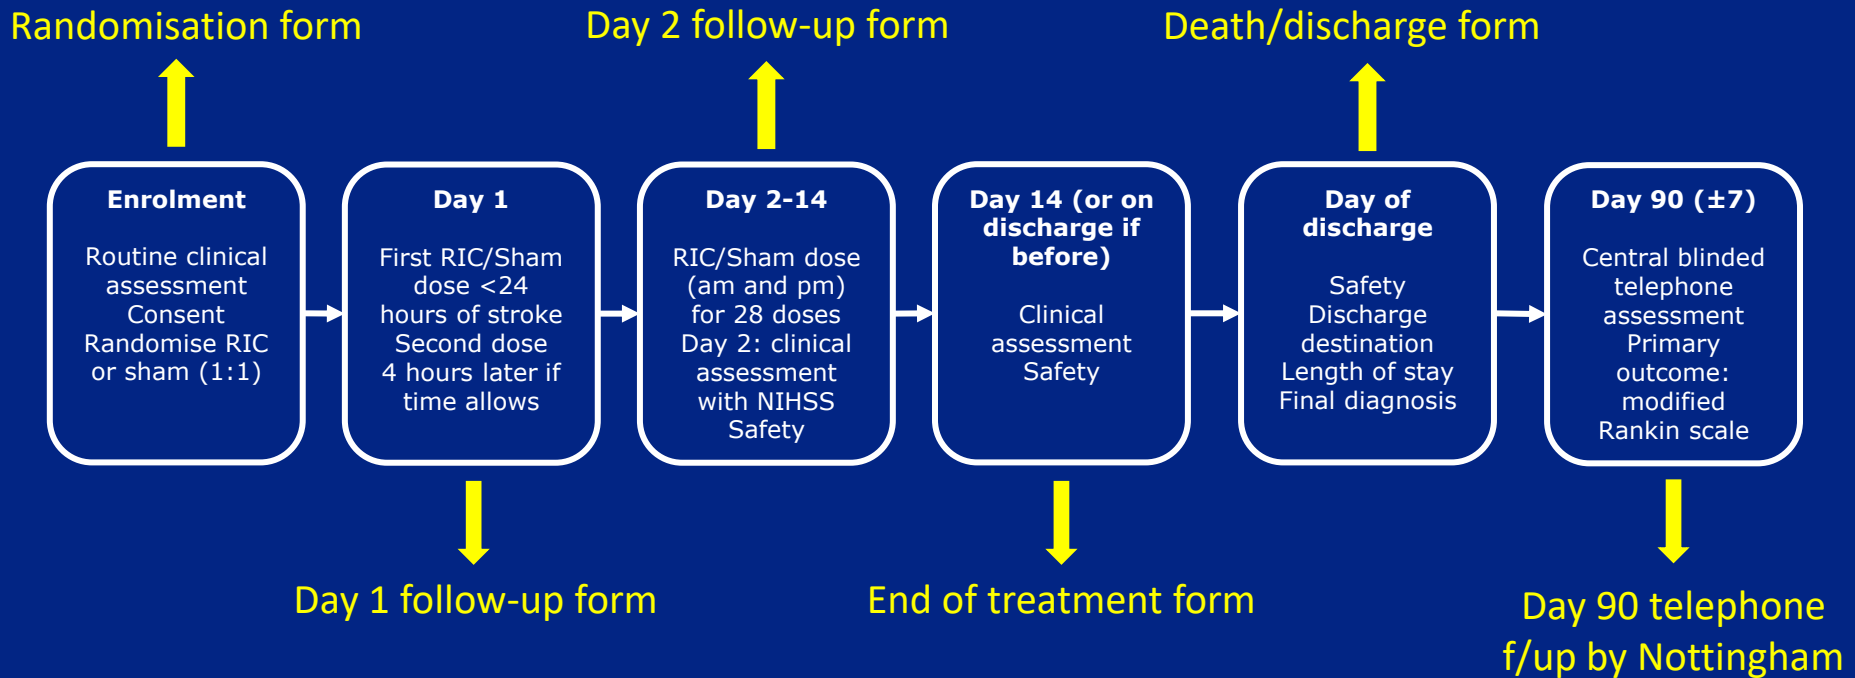 Randomisation form
Day 2 follow-up form
Death/discharge form
Enrolment
Routine clinical
assessment
Consent
Randomise RIC
or sham (1:1)
Day 1
First RIC/Sham
dose <24
hours of stroke
Second dose
4 hours later if
time allows
Day 2-14
RIC/Sham dose
(am and pm)
for 28 doses
Day 2: clinical
assessment
with NIHSS
Safety
Day 14 (or on
discharge if
before)
Clinical
assessment
Safety
Day of
discharge
Safety
Discharge
destination
Length of stay
Final diagnosis
Day 90 (±7)
Central blinded
telephone
assessment
Primary
outcome:
modified
Rankin scale
Day 1 follow-up form
End of treatment form
Day 90 telephone
f/up by Nottingham